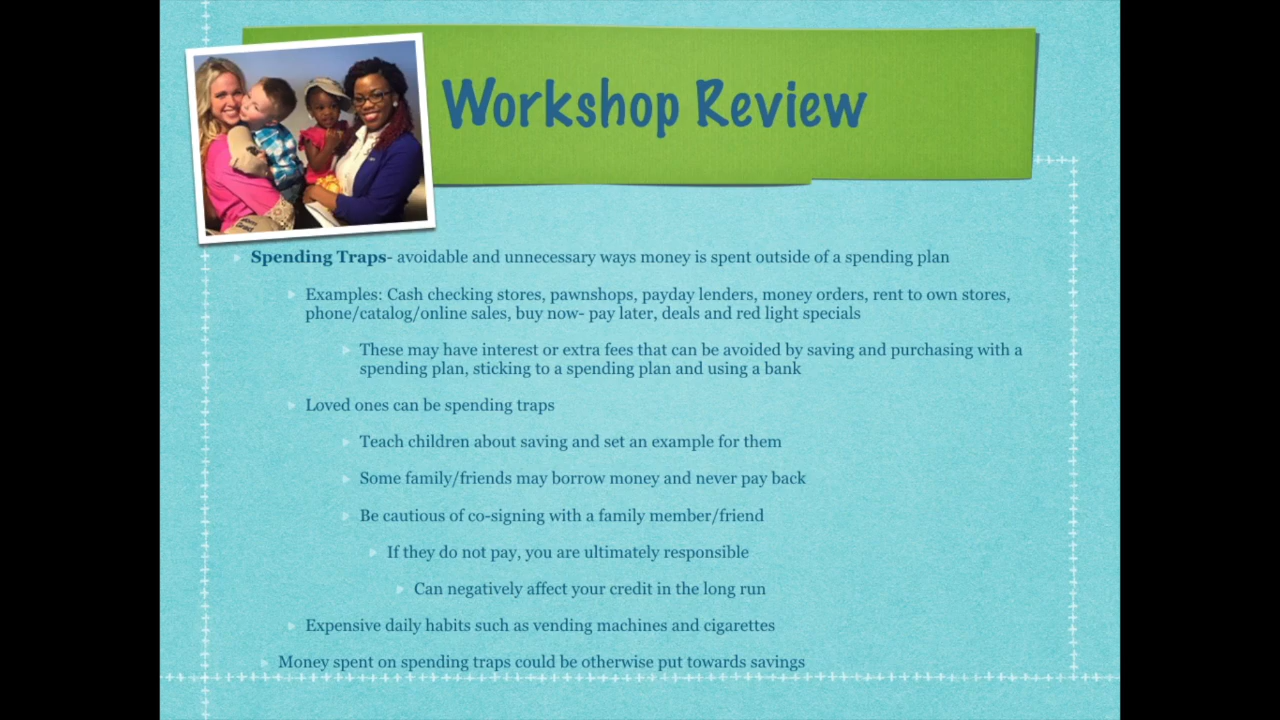 Workshop Review
Spending Traps- avoidable and unnecessary ways money is spent outside of a spending plan
Examples: Cash checking stores, pawnshops, payday lenders, money orders, rent to own stores,
phone/catalog/online sales, buy now- pay later, deals and red light specials
These may have interest or extra fees that can be avoided by saving and purchasing with a
spending plan, sticking to a spending plan and using a bank
Loved ones can be spending traps
Teach children about saving and set an example for them
Some family/friends may borrow money and never pay back
Be cautious of co-signing with a family member/friend
If they do not pay, you are ultimately responsible
Can negatively affect your credit in the long run
Expensive daily habits such as vending machines and cigarettes
Money spent on spending traps could be otherwise put towards savings